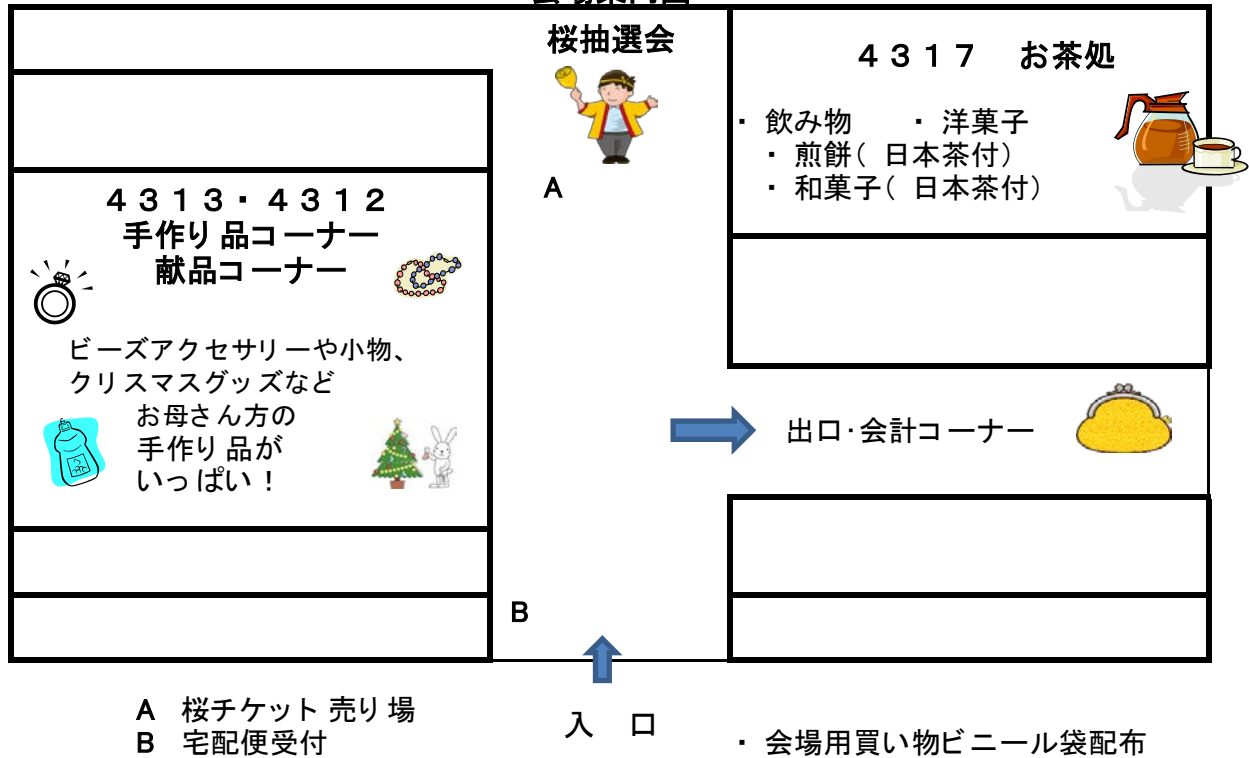 桜抽選会
４３１７　お茶処
・ 飲み物　　・ 洋菓子
・ 煎餅（日本茶付）
・ 和菓子（日本茶付）
A
４３１３・４３１２
手作り品コーナー
献品コーナー
ビーズアクセサリーや小物、
クリスマスグッズなど
お母さん方の
手作り品が
いっぱい！
出口・会計コーナー
B
A　桜チケット売り場
B　宅配便受付
入　口
・ 会場用買い物ビニール袋配布